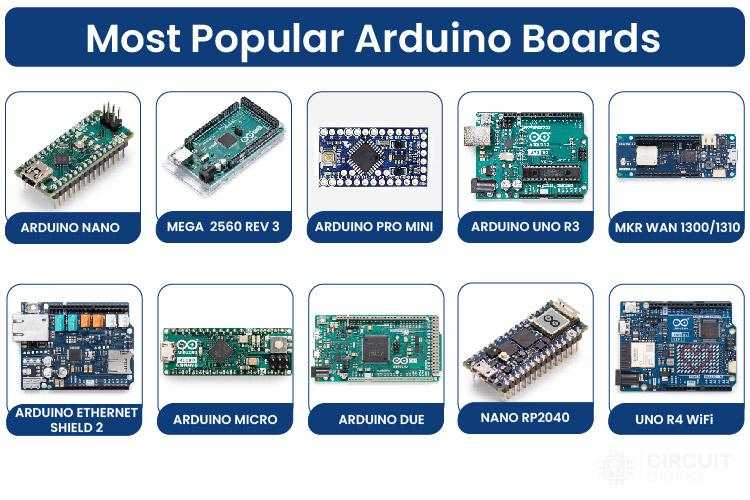 Most Popular Arduino Boards
ARDUINO NANO
MEGA 2560 REV 3
ARDUINO PRO MINI
ARDUINO UNO R3
MKR WAN 1300/1310
ARDUINO ETHERNET
SHIELD 2
ARDUINO MICRO
ARDUINO DUE
NANO RP2040
UNO R4 WiFi
CIRCUIT
DIGEST